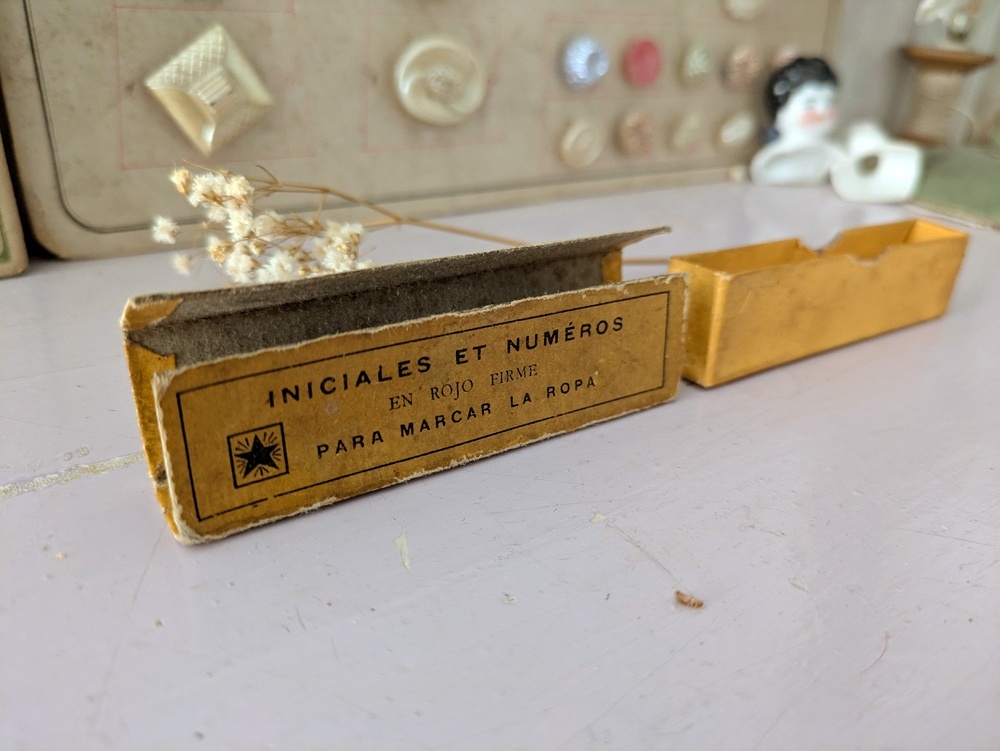 INICIALES ET NUMÉROS
EN ROJO FIRME
PARA MARCAR LA ROPA